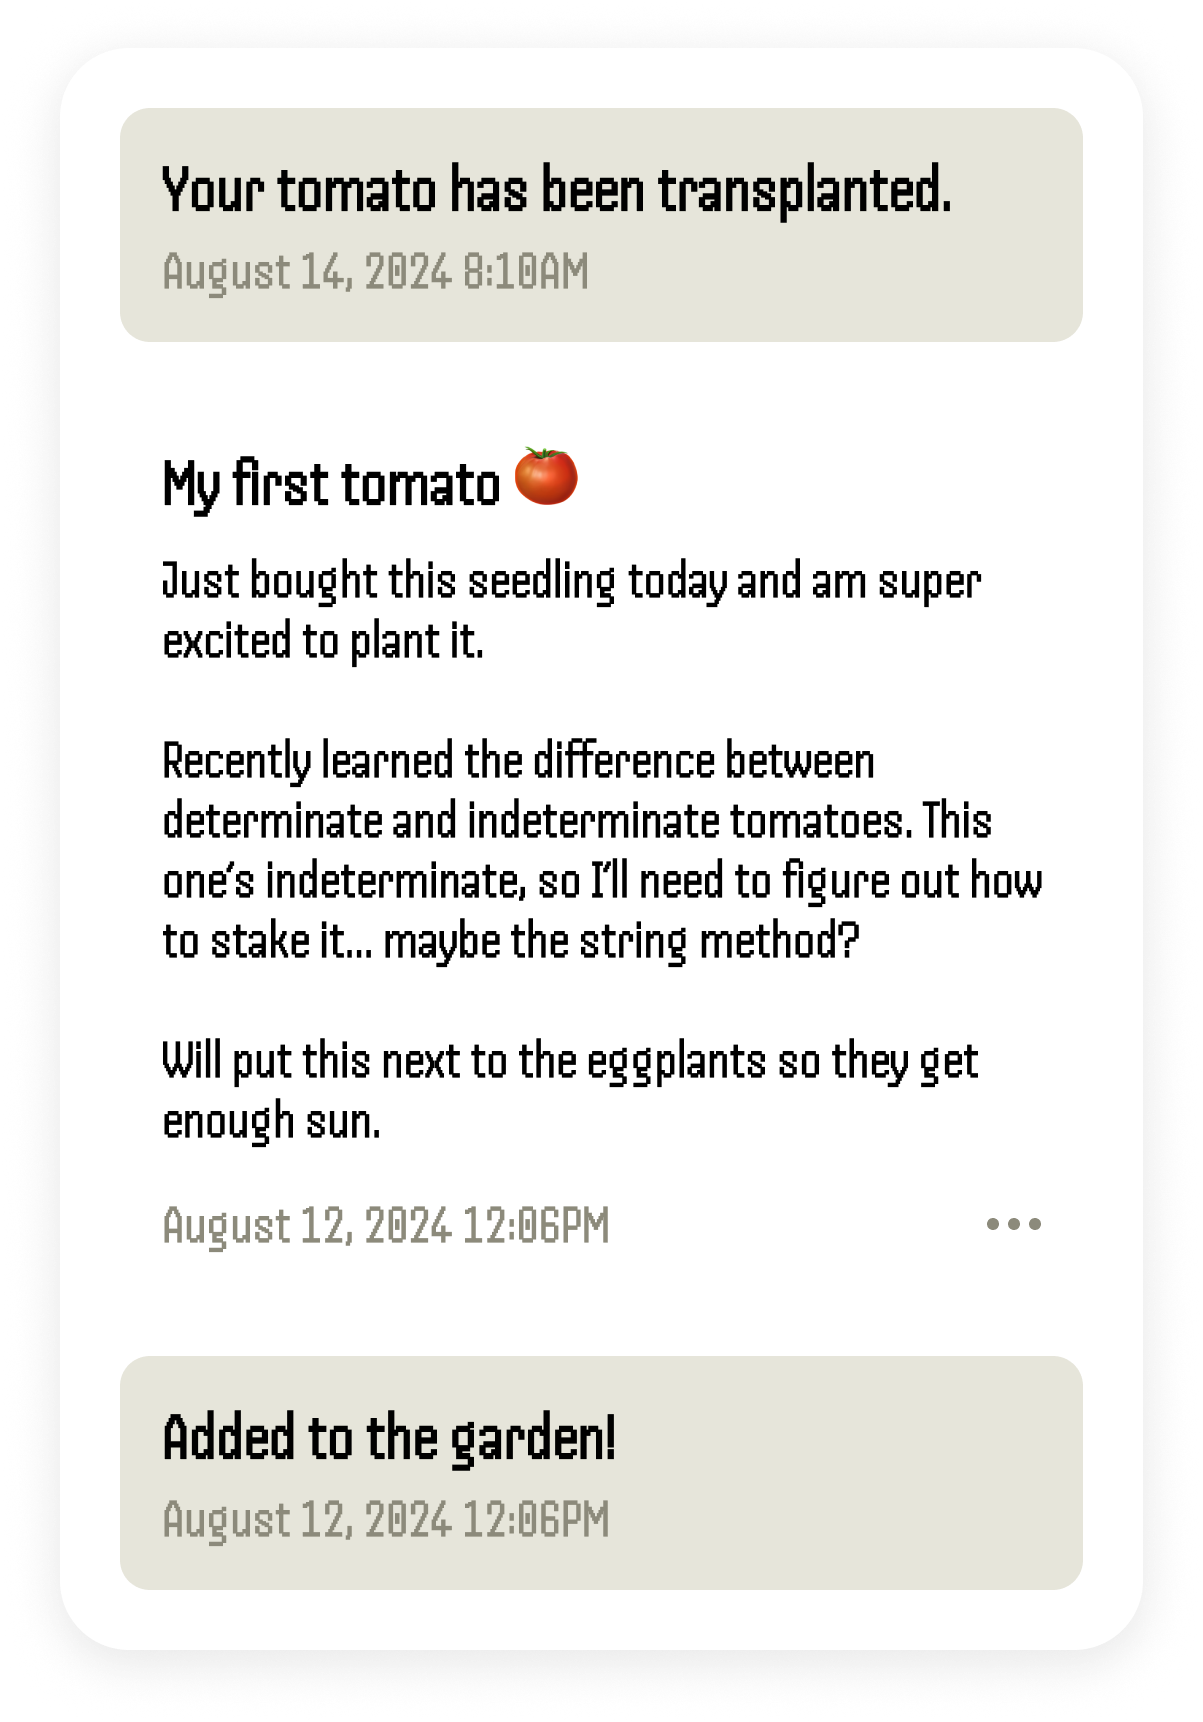 Your tomato has been transplanted.
August 14, 2024 8:10AM
My first tomato 🍅
Just bought this seedling today and am super
excited to plant it.
Recently learned the difference between
determinate and indeterminate tomatoes. This
one’s indeterminate, so I’ll need to figure out how
to stake it... maybe the string method?
Will put this next to the eggplants so they get
enough sun.
August 12, 2024 12:06PM
Added to the garden!
August 12, 2024 12:06PM